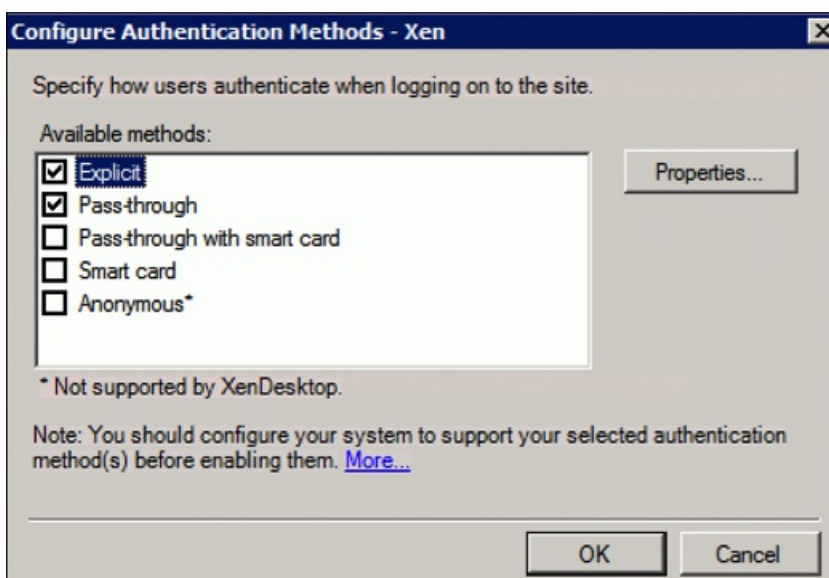 Configure Authentication Methods - Xen
Specify how users authenticate when logging on to the site.
Available methods:
Explicit
Properties...
Pass-through
Pass-through with smart card
Smart card
Anonymous*
* Not supported by XenDesktop.
Note: You should configure your system to support your selected authentication
method(s) before enabling them. More...
OK
Cancel